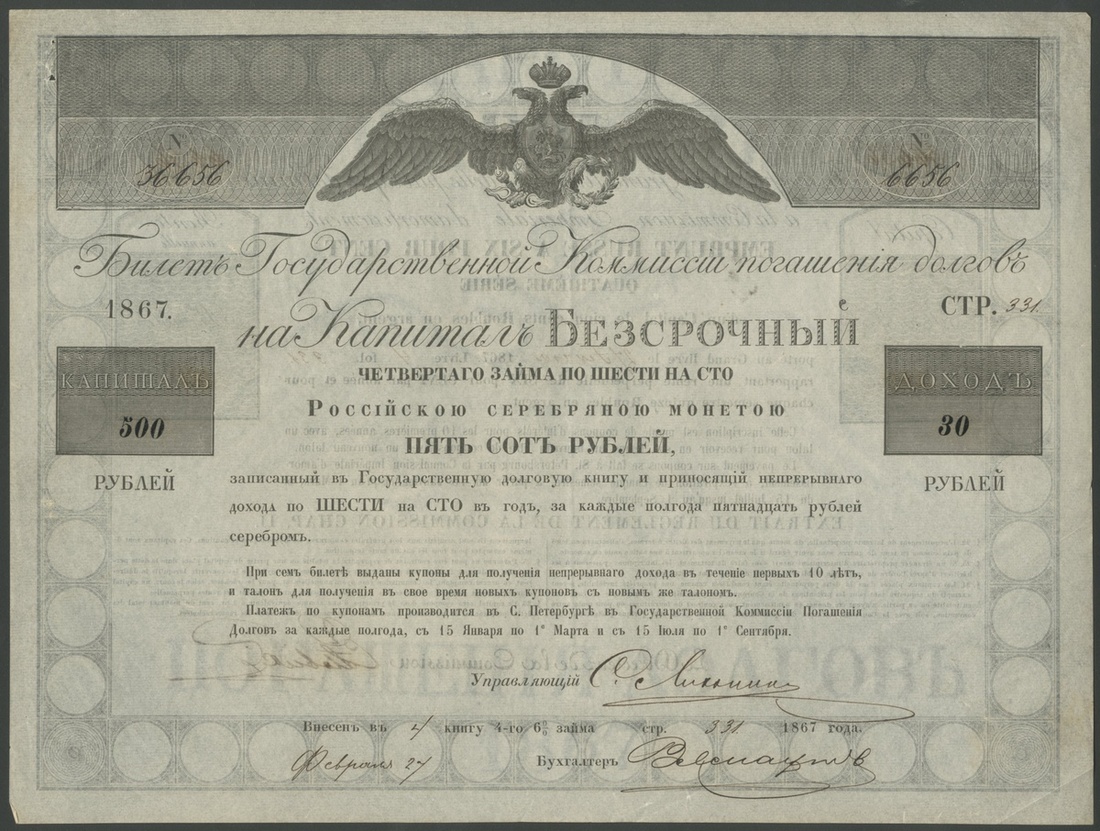 № 36656
№ 6656
Билетъ Государственной Коммиссіи погашенія долговъ
1867.
СТР. 331.
на Капиталъ БЕЗСРОЧНЫЙ
КАПИТАЛЪ
500
РУБЛЕЙ
ДОХОДЪ
30
РУБЛЕЙ
ЧЕТВЕРТАГО ЗАЙМА ПО ШЕСТИ НА СТО
РОССІЙСКОЮ СЕРЕБРЯНОЮ МОНЕТОЮ
ПЯТЬ СОТЪ РУБЛЕЙ,
записанный въ Государственную долговую книгу и приносящій непрерывнаго
дохода по ШЕСТИ на СТО въ годъ, за каждые полгода пятнадцать рублей
серебромъ.
При семъ билетѣ выданы купоны для полученія непрерывнаго дохода въ теченіе первыхъ 10 лѣтъ,
и талонъ для полученія въ свое время новыхъ купоновъ съ новымъ же талономъ.
Платежъ по купонамъ производится въ С. Петербургѣ въ Государственной Коммиссіи Погашенія
Долговъ за каждые полгода, съ 15 Января по 1е Марта и съ 15 Іюля по 1е Сентября.
Управляющій
Внесенъ въ 4 книгу 4-го 6% займа стр. 331 1867 года.
Февраля 27 Бухгалтеръ